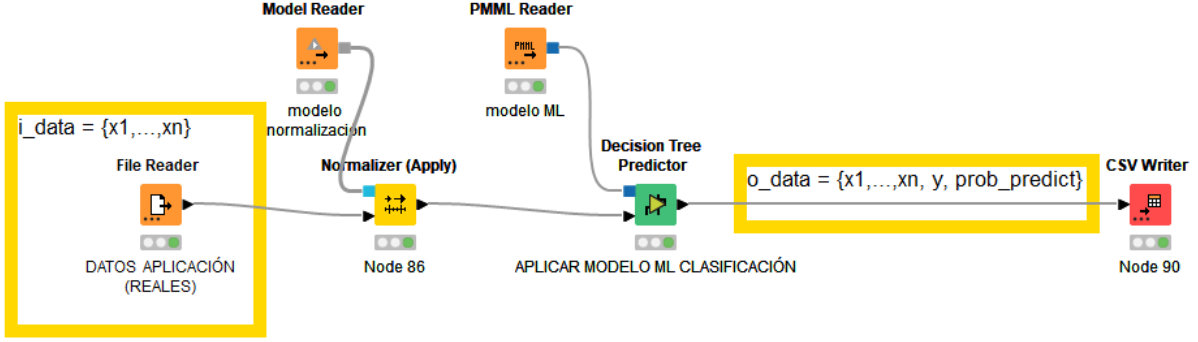 Model Reader
PMML Reader
PMML
modelo
normalización
modelo ML
i_data = {x1,...,xn}
File Reader
Normalizer (Apply)
Decision Tree
Predictor
o_data = {x1,...,xn, y, prob_predict}
CSV Writer
DATOS APLICACIÓN
(REALES)
Node 86
APLICAR MODELO ML CLASIFICACIÓN
Node 90